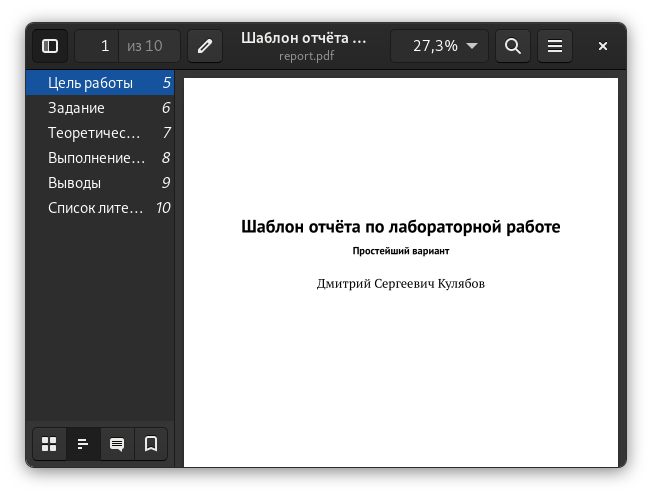 1 из 10
Шаблон отчёта ...
report.pdf
27,3%
Цель работы 5
Задание 6
Теоретичес... 7
Выполнение... 8
Выводы 9
Список лите... 10
Шаблон отчёта по лабораторной работе
Простейший вариант
Дмитрий Сергеевич Кулябов